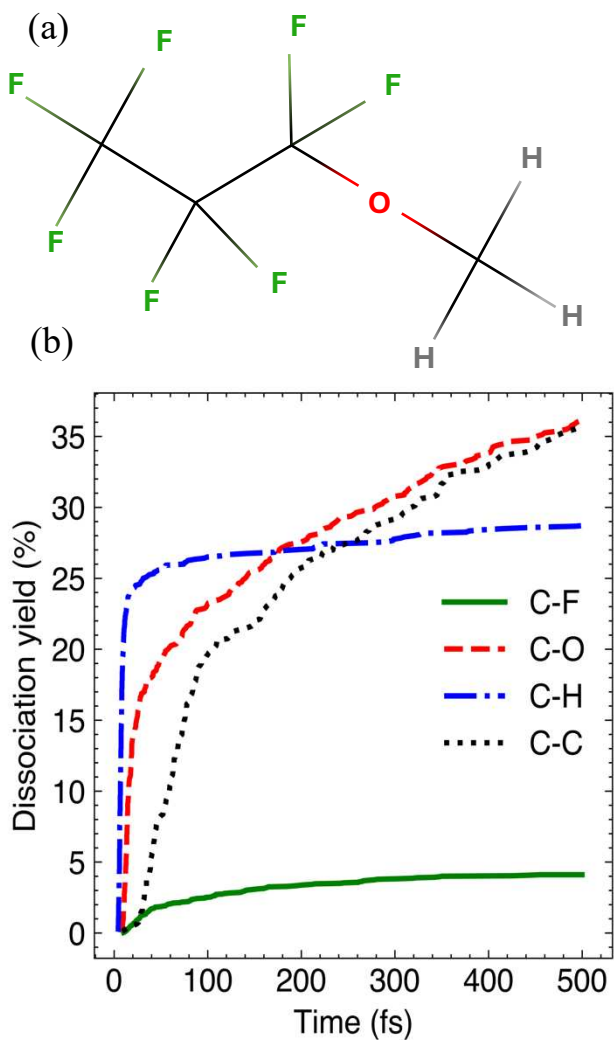 (a)
F
F
F
F
F
H
O
F
F
F
H
H
(b)
Dissociation yield (%)
35
30
25
20
15
10
5
0
C-F
C-O
C-H
C-C
0 100 200 300 400 500
Time (fs)